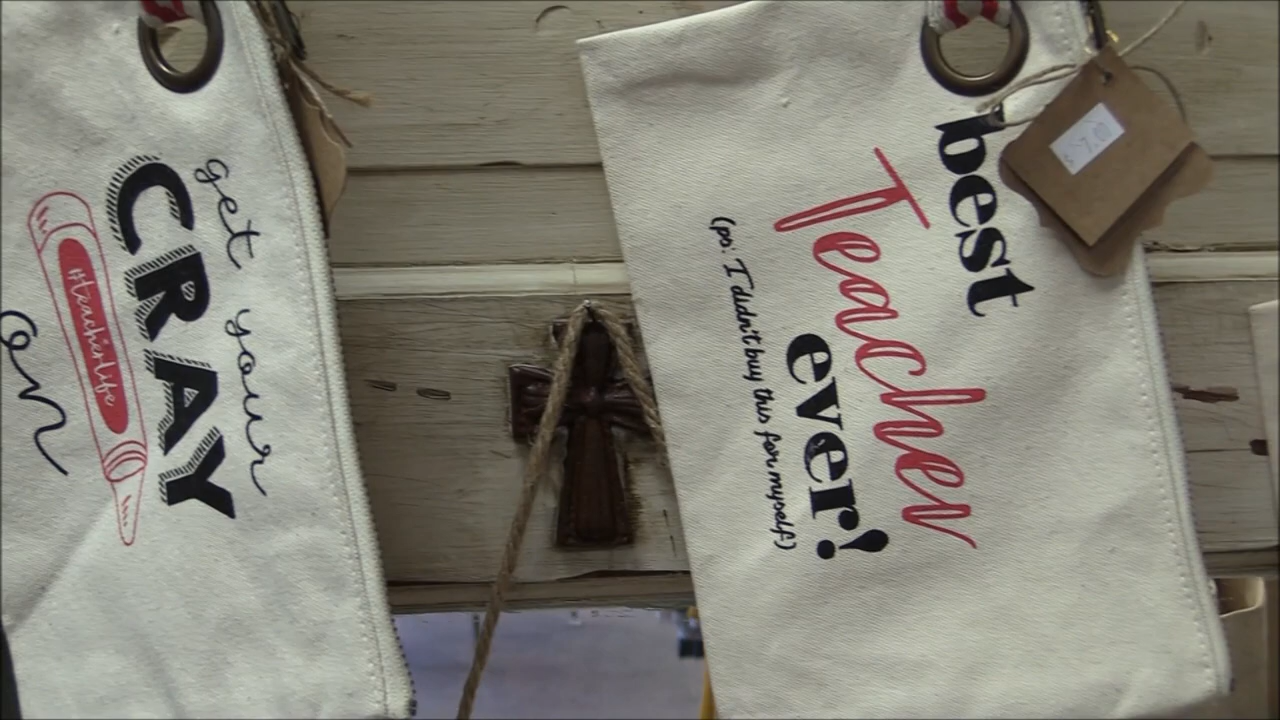 get your
CRAY
#teacherlife
on
best
Teacher
ever!
(ps: I didn't buy this for myself)